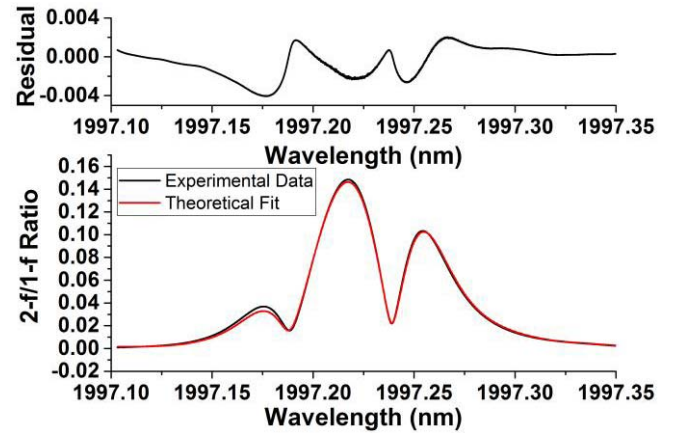 Residual
0.004
0.000
-0.004
1997.10 1997.15 1997.20 1997.25 1997.30 1997.35
Wavelength (nm)
2-f/1-f Ratio
0.16
0.14
0.12
0.10
0.08
0.06
0.04
0.02
0.00
-0.02
Experimental Data
Theoretical Fit
1997.10 1997.15 1997.20 1997.25 1997.30 1997.35
Wavelength (nm)